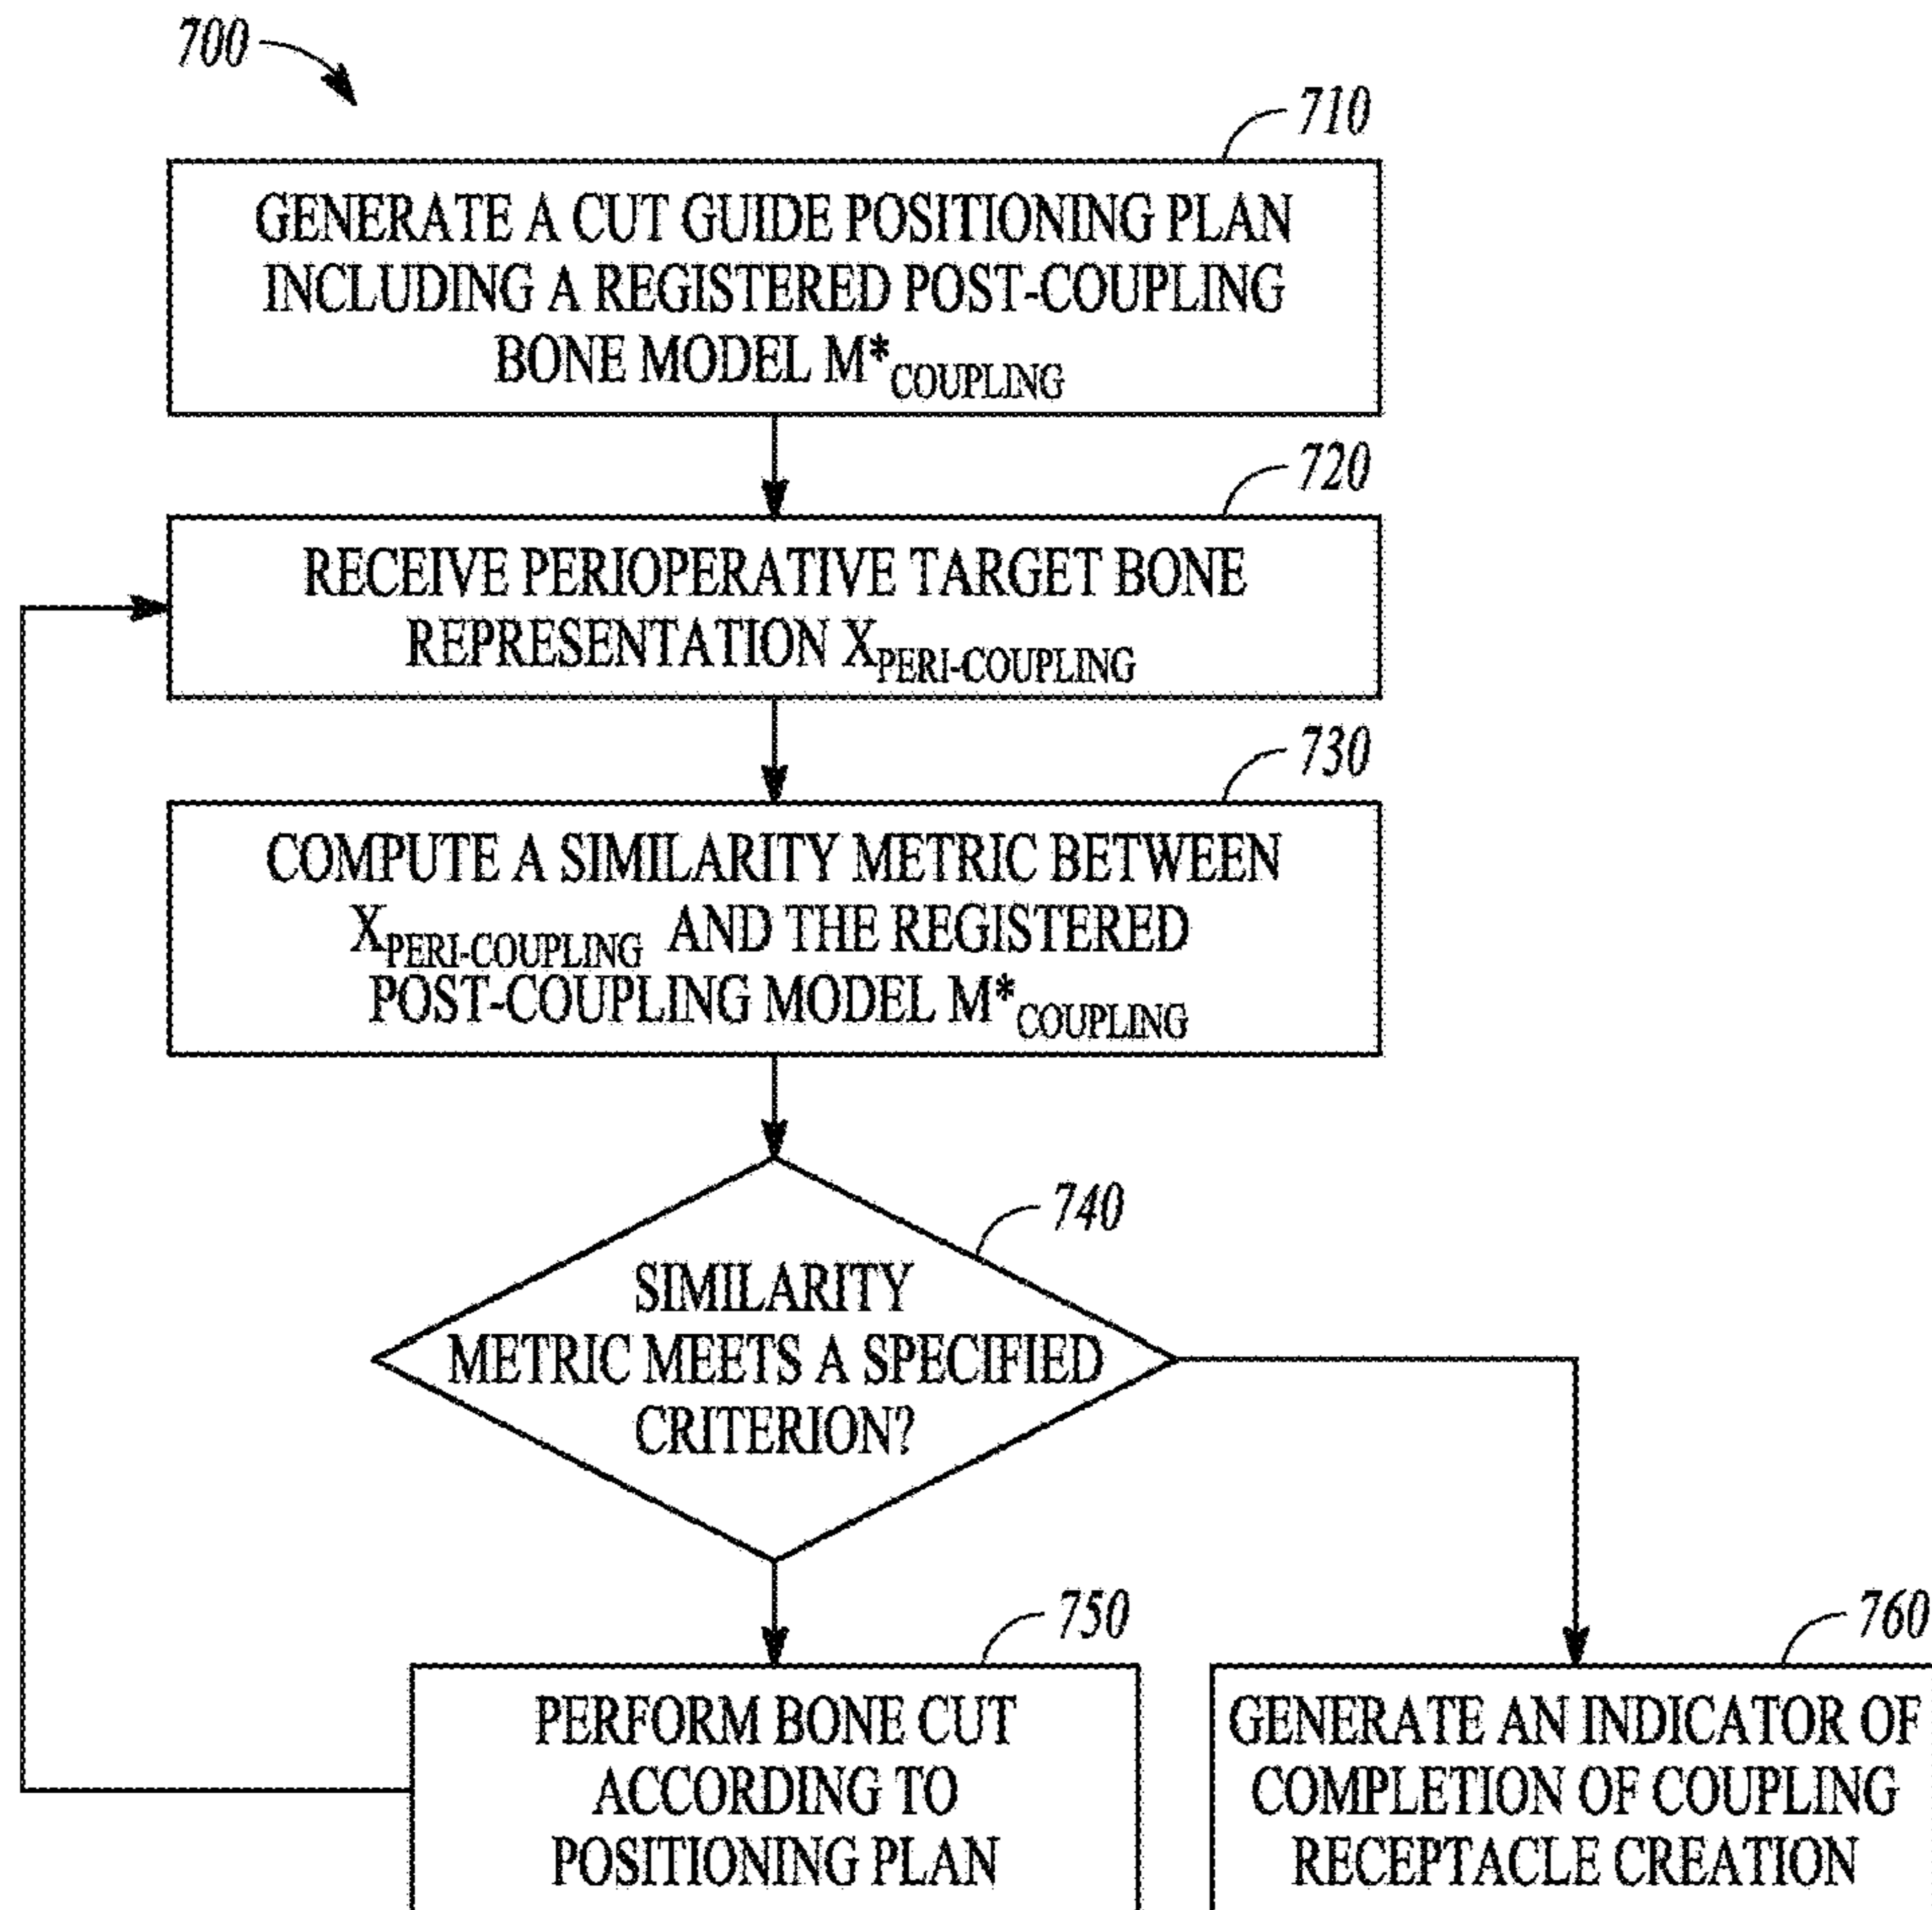 700
710
GENERATE A CUT GUIDE POSITIONING PLAN
INCLUDING A REGISTERED POST-COUPLING
BONE MODEL M*COUPLING
720
RECEIVE PERIOPERATIVE TARGET BONE
REPRESENTATION XPERI-COUPLING
730
COMPUTE A SIMILARITY METRIC BETWEEN
XPERI-COUPLING AND THE REGISTERED
POST-COUPLING MODEL M*COUPLING
740
SIMILARITY
METRIC MEETS A SPECIFIED
CRITERION?
750
PERFORM BONE CUT
ACCORDING TO
POSITIONING PLAN
760
GENERATE AN INDICATOR OF
COMPLETION OF COUPLING
RECEPTACLE CREATION